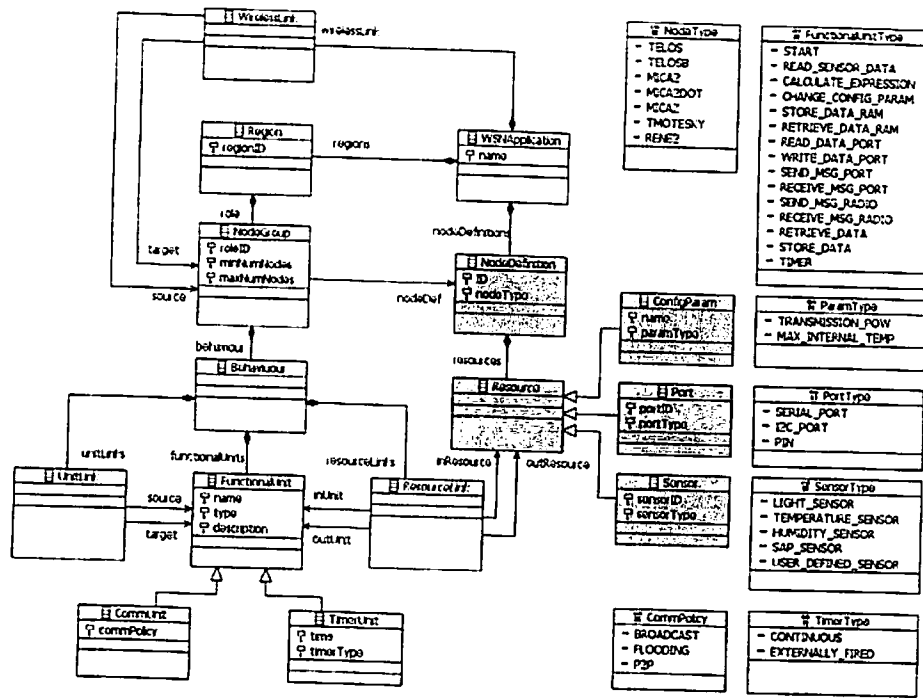 WirelessLink
wirelessLink
Region
regionID
regions
WSNApplication
name
role
nodeDefinitions
NodeGroup
roleID
minNumNodes
maxNumNodes
target
source
nodeDef
NodeDefinition
ID
nodeType
behaviour
resources
Behaviour
Resource
ConfigParam
name
paramType
Port
portID
portType
Sensor
sensorID
sensorType
unitLinks
functionalUnits
resourceLinks
inResource
outResource
UnitLink
source
target
FunctionalUnit
name
type
description
inUnit
outUnit
ResourceLink
CommUnit
commPolicy
TimerUnit
time
timerType
NodeType
- TELOS
- TELOSB
- MICA2
- MICA2DOT
- MICAZ
- TMOTESKY
- RENE2
FunctionalUnitType
- START
- READ_SENSOR_DATA
- CALCULATE_EXPRESSION
- CHANGE_CONFIG_PARAM
- STORE_DATA_RAM
- RETRIEVE_DATA_RAM
- READ_DATA_PORT
- WRITE_DATA_PORT
- SEND_MSG_PORT
- RECEIVE_MSG_PORT
- SEND_MSG_RADIO
- RECEIVE_MSG_RADIO
- RETRIEVE_DATA
- STORE_DATA
- TIMER
ParamType
- TRANSMISSION_POW
- MAX_INTERNAL_TEMP
PortType
- SERIAL_PORT
- I2C_PORT
- PIN
SensorType
- LIGHT_SENSOR
- TEMPERATURE_SENSOR
- HUMIDITY_SENSOR
- SAP_SENSOR
- USER_DEFINED_SENSOR
CommPolicy
- BROADCAST
- FLOODING
- P2P
TimerType
- CONTINUOUS
- EXTERNALLY_FIRED